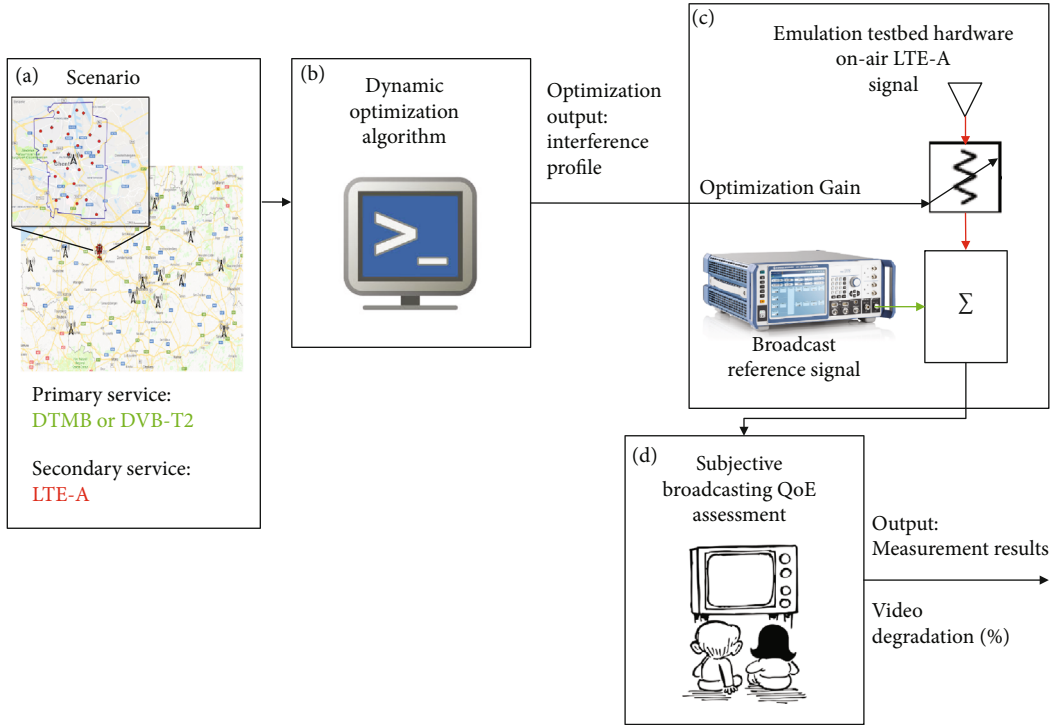 (a)
Scenario
Primary service:
DTMB or DVB-T2
Secondary service:
LTE-A
(b)
Dynamic
optimization
algorithm
>_
Optimization
output:
interference
profile
Optimization Gain
(c)
Emulation testbed hardware
on-air LTE-A
signal
Σ
Broadcast
reference signal
(d)
Subjective
broadcasting QoE
assessment
Output:
Measurement results
Video
degradation (%)